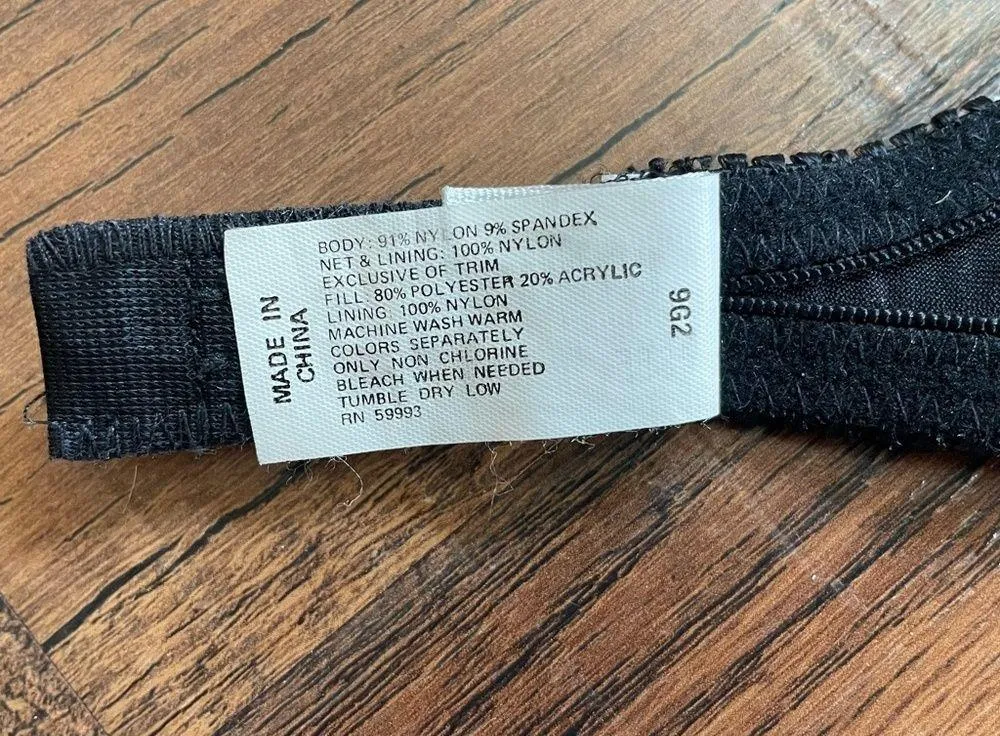 MADE IN
CHINA
BODY: 91% NYLON 9% SPANDEX
NET & LINING: 100% NYLON
EXCLUSIVE OF TRIM
FILL: 80% POLYESTER 20% ACRYLIC
LINING: 100% NYLON
MACHINE WASH WARM
COLORS SEPARATELY
ONLY NON CHLORINE
BLEACH WHEN NEEDED
TUMBLE DRY LOW
RN 59993
9G2